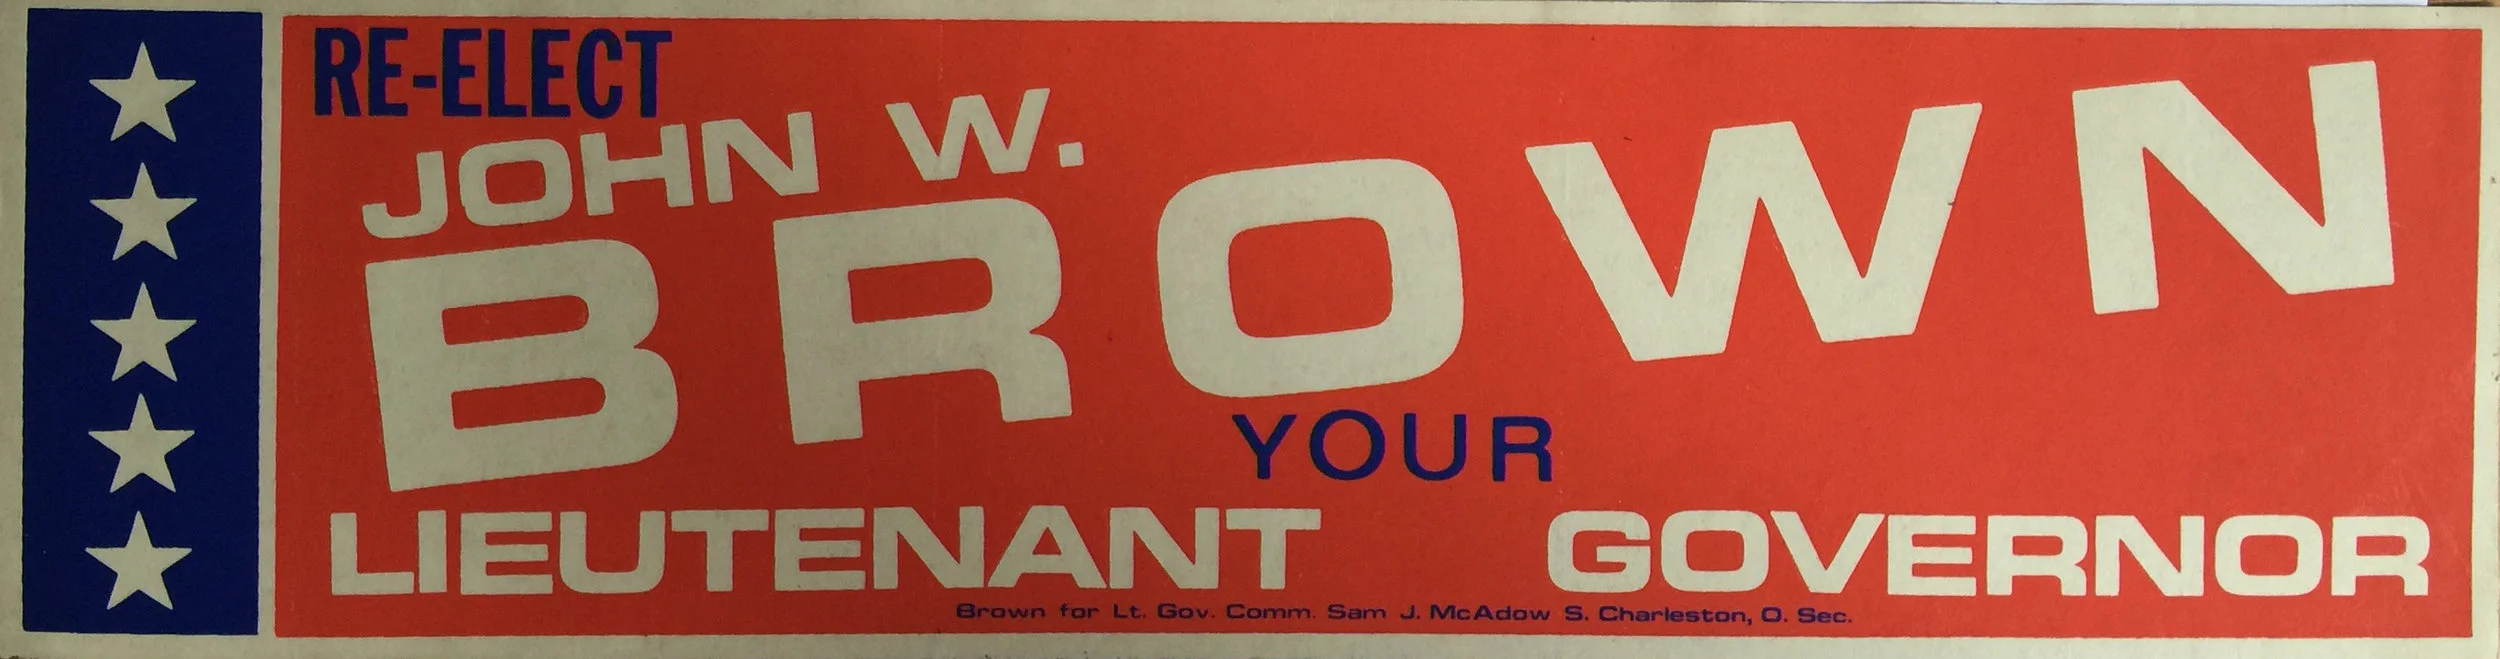 RE-ELECT
JOHN W.
BROWN
YOUR
LIEUTENANT GOVERNOR
Brown for Lt. Gov. Comm. Sam J. McAdow S. Charleston, O. Sec.